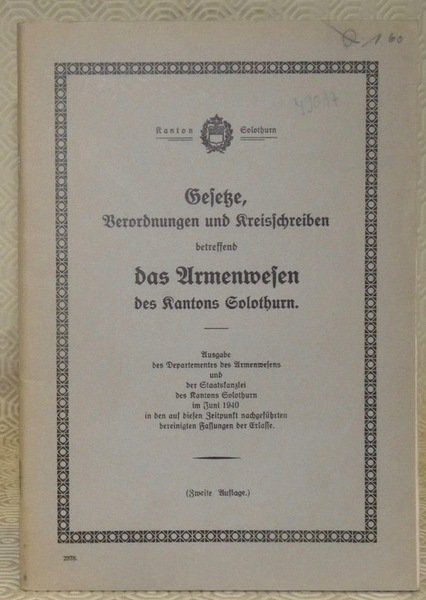 1.60
Kanton Solothurn
Gesetze,
Verordnungen und Kreisschreiben
betreffend
das Armenwesen
des Kantons Solothurn.
Ausgabe
des Departementes des Armenwesens
und
der Staatskanzlei
des Kantons Solothurn
im Juni 1940
in den auf diesen Zeitpunkt nachgeführten
bereinigten Fassungen der Erlasse.
(Zweite Auflage.)